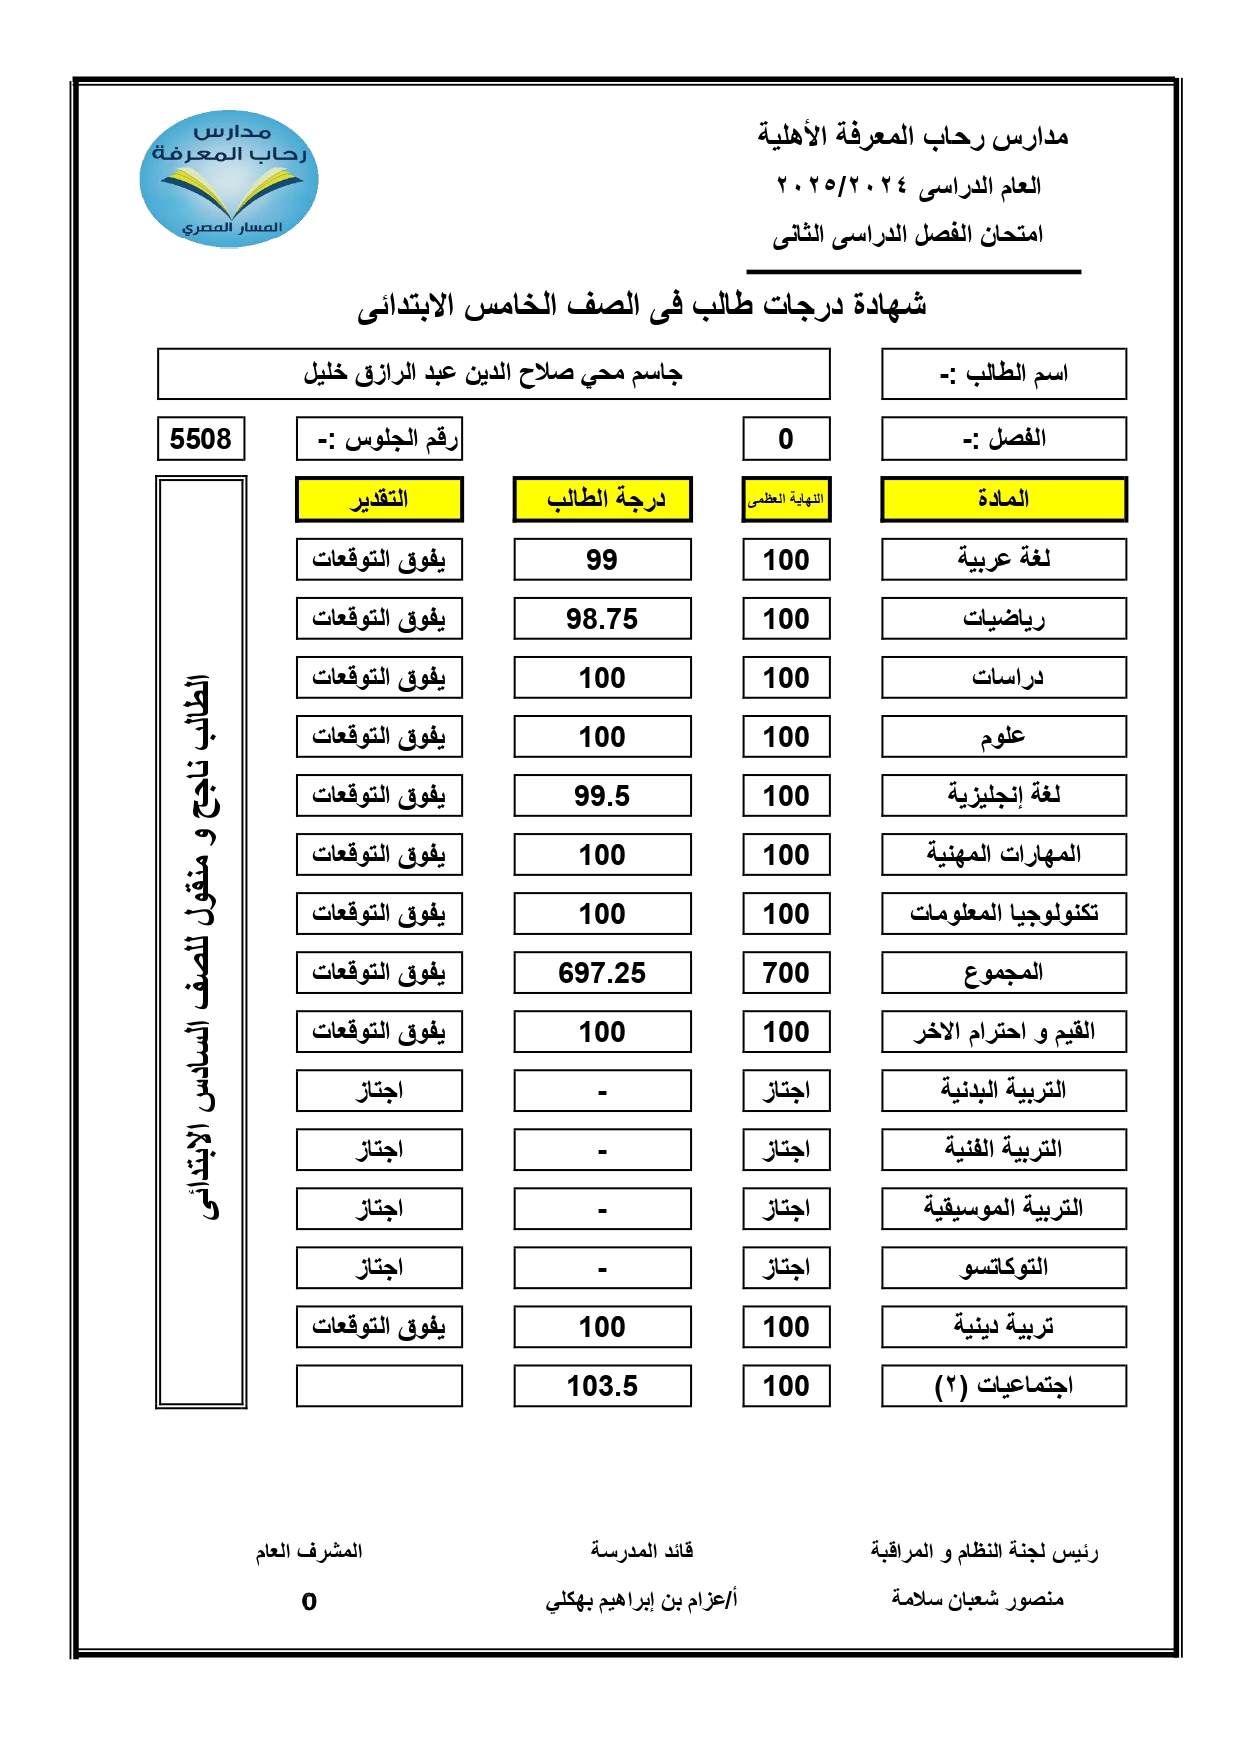 مدارس رحاب المعرفة الأهلية
العام الدراسى ٢٠٢٥/٢٠٢٤
امتحان الفصل الدراسى الثانى
مدارس
رحاب المعرفة
المسار المصري
شهادة درجات طالب فى الصف الخامس الابتدائى
اسم الطالب :- جاسم محي صلاح الدين عبد الرازق خليل
الفصل :- 0 رقم الجلوس :- 5508
المادة النهاية العظمى درجة الطالب التقدير
لغة عربية 100 99 يفوق التوقعات
رياضيات 100 98.75 يفوق التوقعات
دراسات 100 100 يفوق التوقعات
علوم 100 100 يفوق التوقعات
لغة إنجليزية 100 99.5 يفوق التوقعات
المهارات المهنية 100 100 يفوق التوقعات
تكنولوجيا المعلومات 100 100 يفوق التوقعات
المجموع 700 697.25 يفوق التوقعات
القيم و احترام الاخر 100 100 يفوق التوقعات
التربية البدنية اجتاز - اجتاز
التربية الفنية اجتاز - اجتاز
التربية الموسيقية اجتاز - اجتاز
التوكاتسو اجتاز - اجتاز
تربية دينية 100 100 يفوق التوقعات
اجتماعيات (٢) 100 103.5
الطالب ناجح و منقول للصف السادس الابتدائى
رئيس لجنة النظام و المراقبة قائد المدرسة المشرف العام
منصور شعبان سلامة أ/عزام بن إبراهيم بهكلي 0